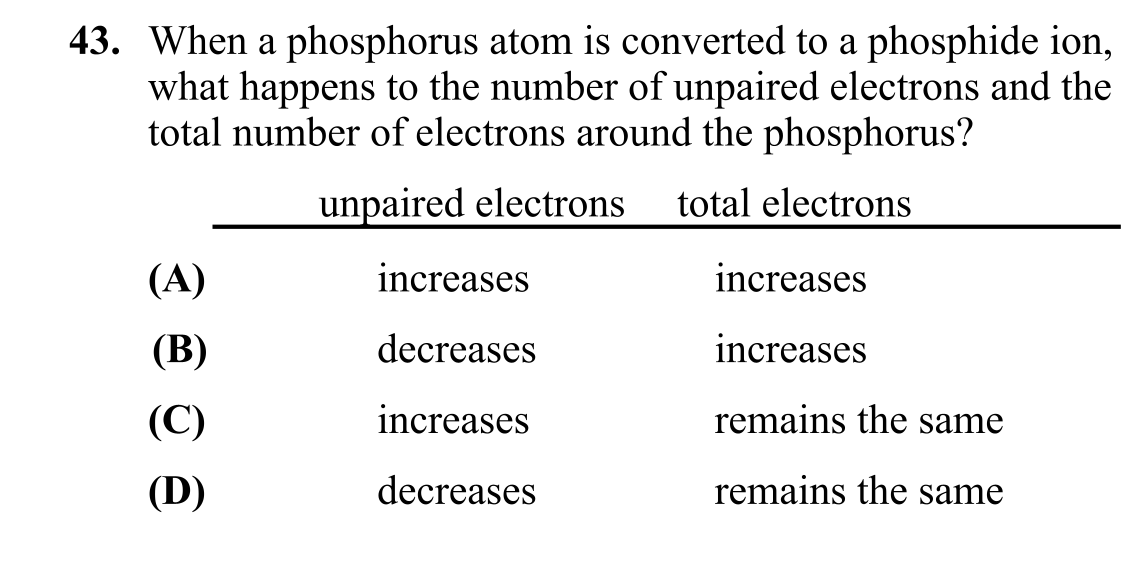 43. When a phosphorus atom is converted to a phosphide ion,
what happens to the number of unpaired electrons and the
total number of electrons around the phosphorus?
unpaired electrons total electrons
(A) increases increases
(B) decreases increases
(C) increases remains the same
(D) decreases remains the same